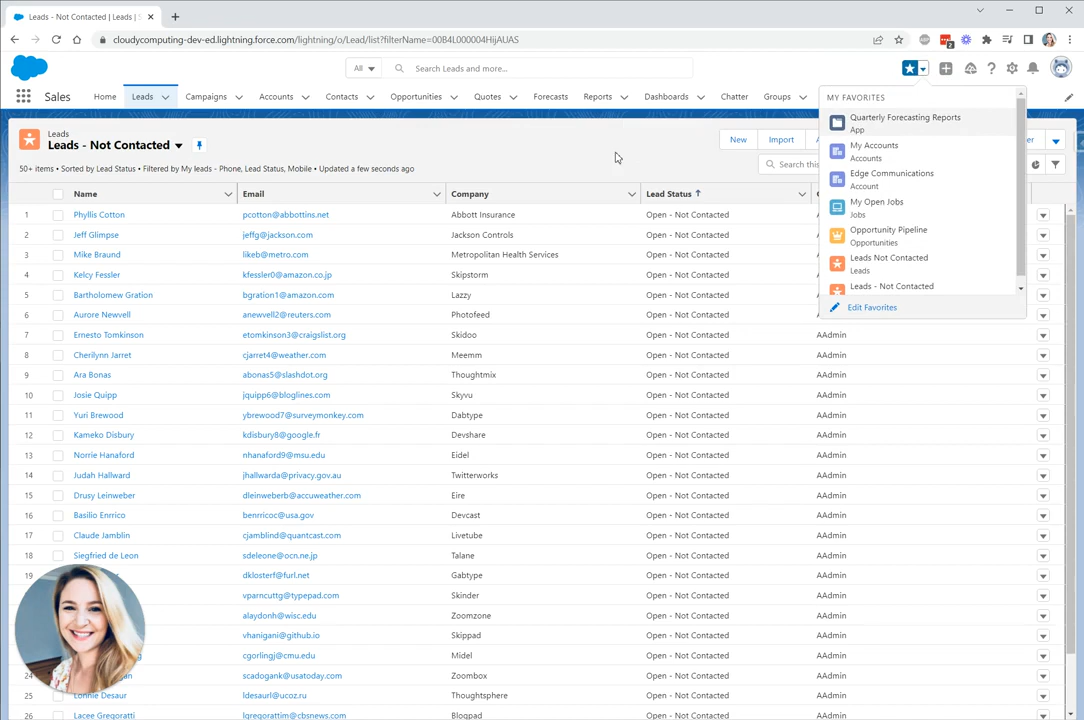 Leads - Not Contacted | Leads | S
cloudycomputing-dev-ed.lightning.force.com/lightning/o/Lead/list?filterName=00B4L000004HijAUAS
2
All
Search Leads and more...
Sales
Home
Leads
Campaigns
Accounts
Contacts
Opportunities
Quotes
Forecasts
Reports
Dashboards
Chatter
Groups
MY FAVORITES
Quarterly Forecasting Reports
App
My Accounts
Accounts
Edge Communications
Account
My Open Jobs
Jobs
Opportunity Pipeline
Opportunities
Leads Not Contacted
Leads
Leads - Not Contacted
Edit Favorites
Leads
Leads - Not Contacted
New
Import
50+ items • Sorted by Lead Status • Filtered by My leads - Phone, Lead Status, Mobile • Updated a few seconds ago
Search this
Name Email Company Lead Status
1 Phyllis Cotton pcotton@abbottins.net Abbott Insurance Open - Not Contacted
2 Jeff Glimpse jeffg@jackson.com Jackson Controls Open - Not Contacted
3 Mike Braund likeb@metro.com Metropolitan Health Services Open - Not Contacted
4 Kelcy Fessler kfessler0@amazon.co.jp Skipstorm Open - Not Contacted
5 Bartholomew Gration bgration1@amazon.com Lazzy Open - Not Contacted
6 Aurore Newvell anewvell2@reuters.com Photofeed Open - Not Contacted
7 Ernesto Tomkinson etomkinson3@craigslist.org Skidoo Open - Not Contacted AAdmin
8 Cherilynn Jarret cjarret4@weather.com Meemm Open - Not Contacted AAdmin
9 Ara Bonas abonas5@slashdot.org Thoughtmix Open - Not Contacted AAdmin
10 Josie Quipp jquipp6@bloglines.com Skyvu Open - Not Contacted AAdmin
11 Yuri Brewood ybrewood7@surveymonkey.com Dabtype Open - Not Contacted AAdmin
12 Kameko Disbury kdisbury8@google.fr Devshare Open - Not Contacted AAdmin
13 Norrie Hanaford nhanaford9@msu.edu Eidel Open - Not Contacted AAdmin
14 Judah Hallward jhallwarda@privacy.gov.au Twitterworks Open - Not Contacted AAdmin
15 Drusy Leinweber dleinweberb@accuweather.com Eire Open - Not Contacted AAdmin
16 Basilio Enrrico benrricoc@usa.gov Devcast Open - Not Contacted AAdmin
17 Claude Jamblin cjamblind@quantcast.com Livetube Open - Not Contacted AAdmin
18 Siegfried de Leon sdeleone@ocn.ne.jp Talane Open - Not Contacted AAdmin
19 dklosterf@furl.net Gabtype Open - Not Contacted AAdmin
vparncuttg@typepad.com Skinder Open - Not Contacted AAdmin
alaydonh@wisc.edu Zoomzone Open - Not Contacted AAdmin
vhanigani@github.io Skippad Open - Not Contacted AAdmin
cgorlingj@cmu.edu Midel Open - Not Contacted AAdmin
24 scadogank@usatoday.com Zoombox Open - Not Contacted AAdmin
25 Lonnie Desaur ldesaurl@ucoz.ru Thoughtsphere Open - Not Contacted AAdmin
26 Lacee Gregoratti lgregorattim@cbsnews.com Blogpad Open - Not Contacted AAdmin